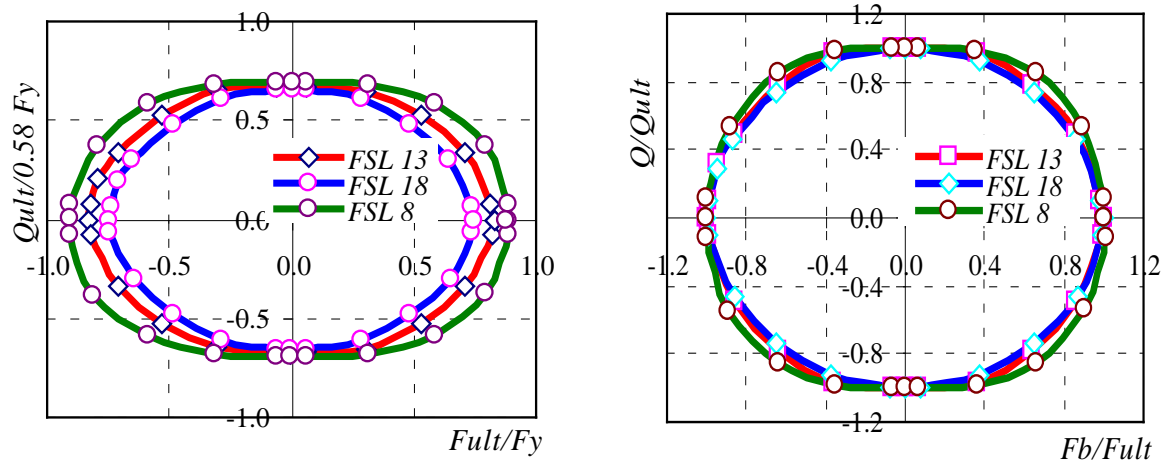 1.0
0.5
0.0
-0.5
-1.0
-1.0 -0.5 0.0 0.5 1.0
Qult/0.58 Fy
Fult/Fy
FSL 13
FSL 18
FSL 8
1.2
0.8
0.4
0.0
-0.4
-0.8
-1.2
-1.2 -0.8 -0.4 0.0 0.4 0.8 1.2
Q/Qult
Fb/Fult
FSL 13
FSL 18
FSL 8